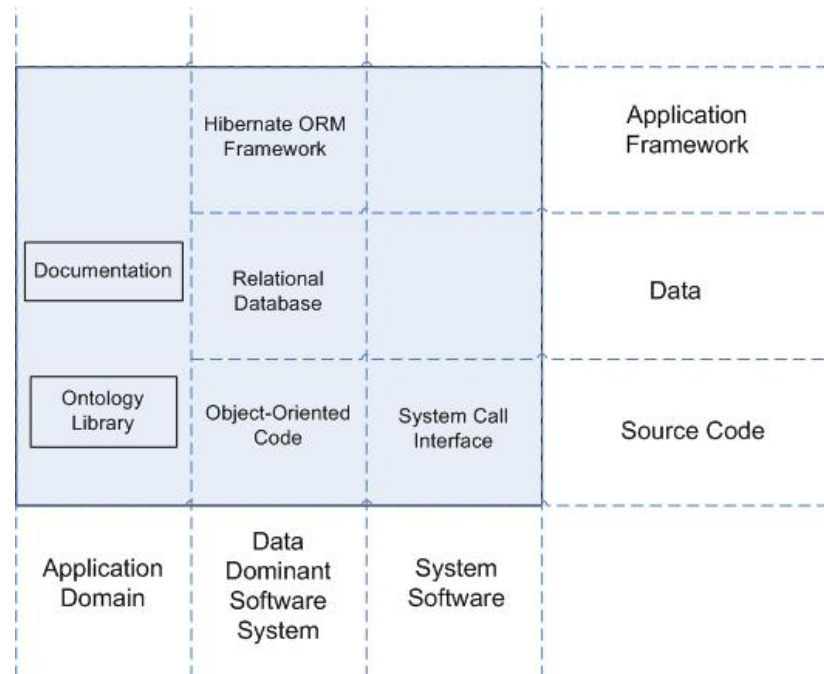 Hibernate ORM
Framework
Application
Framework
Documentation
Relational
Database
Data
Ontology
Library
Object-Oriented
Code
System Call
Interface
Source Code
Application
Domain
Data
Dominant
Software
System
System
Software